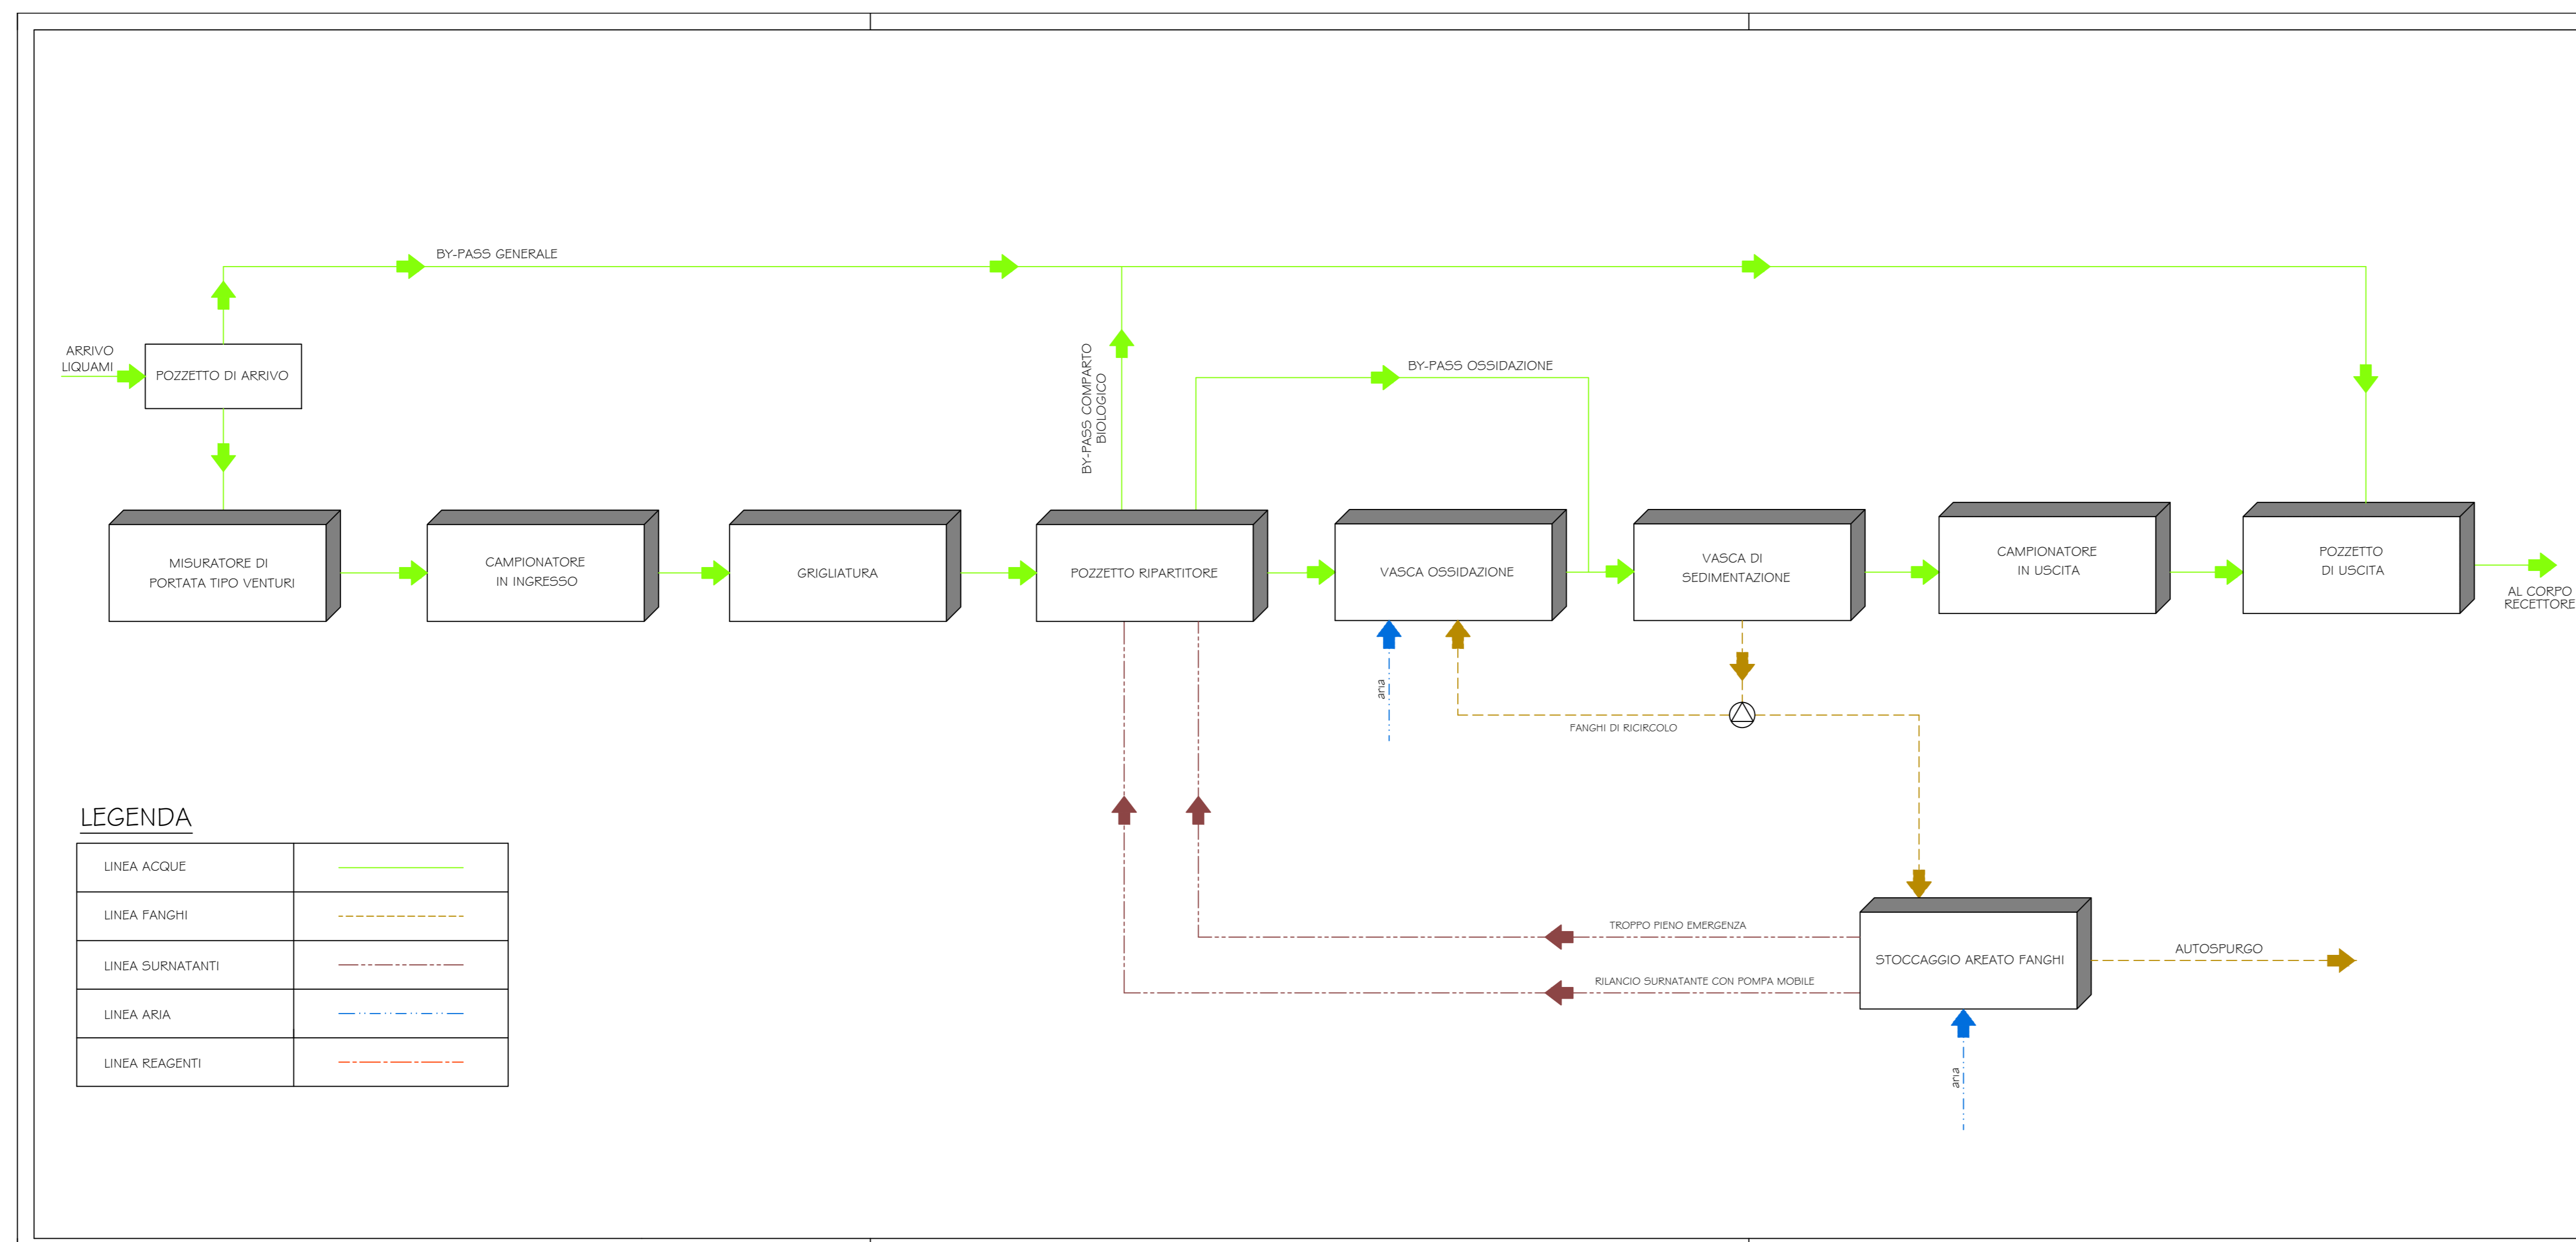 BY-PASS GENERALE
ARRIVO
LIQUAMI
POZZETTO DI ARRIVO
BY-PASS COMPARTO
BIOLOGICO
BY-PASS OSSIDAZIONE
MISURATORE DI
PORTATA TIPO VENTURI
CAMPIONATORE
IN INGRESSO
GRIGLIATURA
POZZETTO RIPARTITORE
VASCA OSSIDAZIONE
VASCA DI
SEDIMENTAZIONE
CAMPIONATORE
IN USCITA
POZZETTO
DI USCITA
AL CORPO
RECETTORE
aria
FANGHI DI RICIRCOLO
LEGENDA
LINEA ACQUE
LINEA FANGHI
LINEA SURNATANTI
LINEA ARIA
LINEA REAGENTI
TROPPO PIENO EMERGENZA
RILANCIO SURNATANTE CON POMPA MOBILE
STOCCAGGIO AREATO FANGHI
AUTOSPURGO
aria